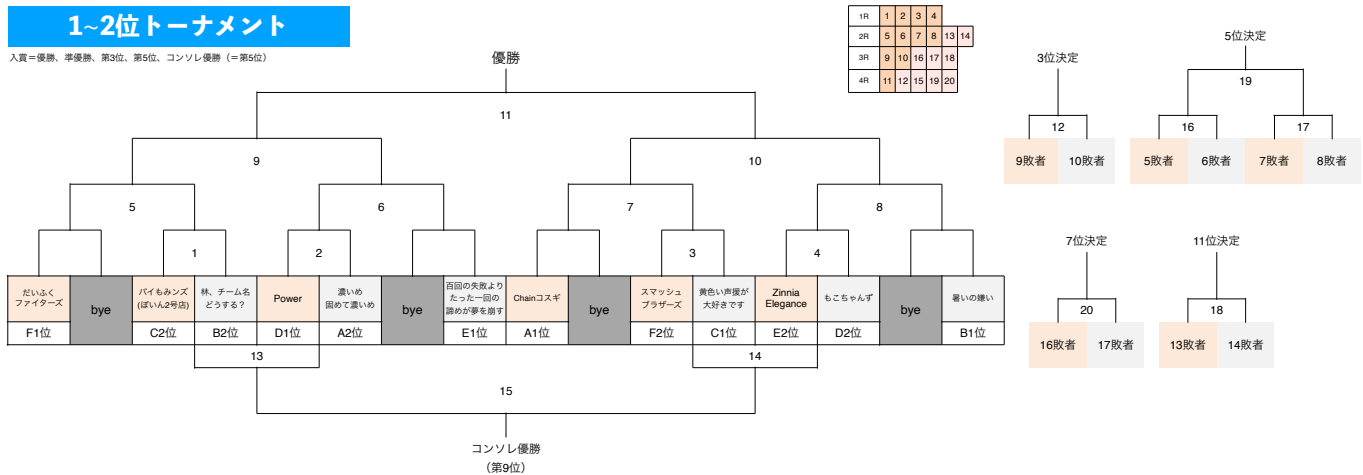 1~2位トーナメント
入賞＝優勝、準優勝、第3位、第5位、コンソレ優勝（＝第5位）
1R 1 2 3 4
2R 5 6 7 8 13 14
3R 9 10 16 17 18
4R 11 12 15 19 20
優勝
11
9 10
5 6 7 8
1 2 3 4
だいふく
ファイターズ
bye
パイもみンズ
(ぼいん2号店)
林、チーム名
どうする？
Power
濃いめ
固めて濃いめ
bye
百回の失敗より
たった一回の
諦めが夢を崩す
Chainコスギ
bye
スマッシュ
ブラザーズ
黄色い声援が
大好きです
Zinnia
Elegance
もこちゃんず
bye
暑いの嫌い
F1位 C2位 B2位 D1位 A2位 E1位 A1位 F2位 C1位 E2位 D2位 B1位
13 14
15
コンソレ優勝
（第9位）
3位決定
12
9敗者 10敗者
5位決定
19
16 17
5敗者 6敗者 7敗者 8敗者
7位決定
20
16敗者 17敗者
11位決定
18
13敗者 14敗者